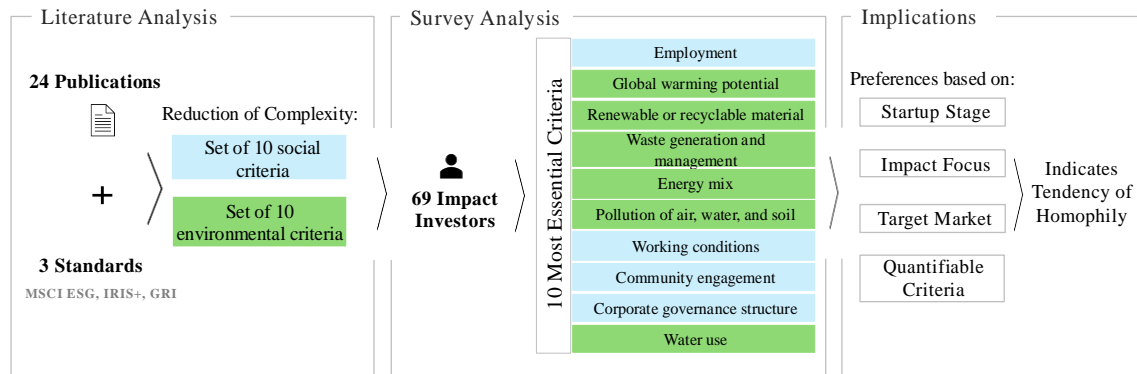 Literature Analysis
24 Publications
+
3 Standards
MSCI ESG, IRIS+, GRI
Reduction of Complexity:
Set of 10 social
criteria
Set of 10
environmental criteria
Survey Analysis
69 Impact
Investors
10 Most Essential Criteria
Employment
Global warming potential
Renewable or recyclable material
Waste generation and
management
Energy mix
Pollution of air, water, and soil
Working conditions
Community engagement
Corporate governance structure
Water use
Implications
Preferences based on:
Startup Stage
Impact Focus
Target Market
Quantifiable
Criteria
Indicates
Tendency of
Homophily